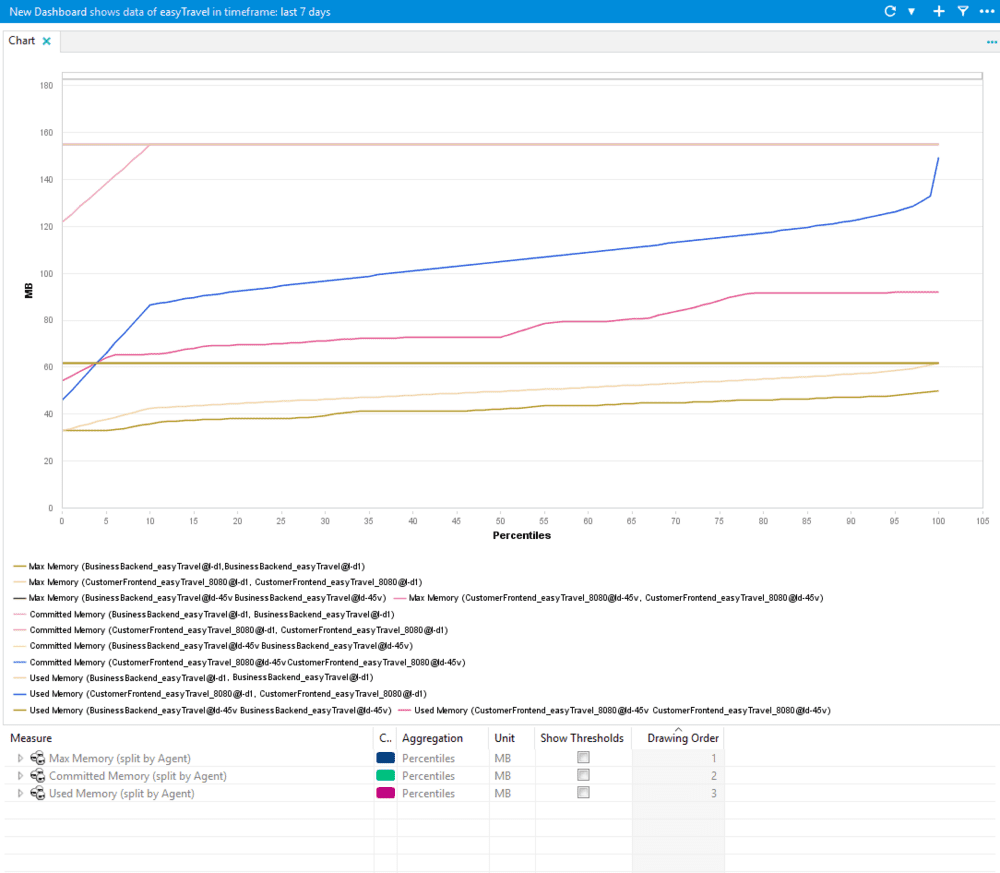 New Dashboard shows data of easyTravel in timeframe: last 7 days
Chart
180
160
140
120
100
80
60
40
20
0
MB
0 5 10 15 20 25 30 35 40 45 50 55 60 65 70 75 80 85 90 95 100 105
Percentiles
Max Memory (BusinessBackend_easyTravel@l-d1,BusinessBackend_easyTravel@l-d1)
Max Memory (CustomerFrontend_easyTravel_8080@l-d1, CustomerFrontend_easyTravel_8080@l-d1)
Max Memory (BusinessBackend_easyTravel@ld-45v BusinessBackend_easyTravel@ld-45v) Max Memory (CustomerFrontend_easyTravel_8080@ld-45v, CustomerFrontend_easyTravel_8080@ld-45v)
Committed Memory (BusinessBackend_easyTravel@l-d1, BusinessBackend_easyTravel@l-d1)
Committed Memory (CustomerFrontend_easyTravel_8080@l-d1, CustomerFrontend_easyTravel_8080@l-d1)
Committed Memory (BusinessBackend_easyTravel@ld-45v BusinessBackend_easyTravel@ld-45v)
Committed Memory (CustomerFrontend_easyTravel_8080@ld-45v CustomerFrontend_easyTravel_8080@ld-45v)
Used Memory (BusinessBackend_easyTravel@l-d1, BusinessBackend_easyTravel@l-d1)
Used Memory (CustomerFrontend_easyTravel_8080@l-d1, CustomerFrontend_easyTravel_8080@l-d1)
Used Memory (BusinessBackend_easyTravel@ld-45v BusinessBackend_easyTravel@ld-45v) Used Memory (CustomerFrontend_easyTravel_8080@ld-45v CustomerFrontend_easyTravel_8080@ld-45v)
Measure C.. Aggregation Unit Show Thresholds Drawing Order
Max Memory (split by Agent) Percentiles MB 1
Committed Memory (split by Agent) Percentiles MB 2
Used Memory (split by Agent) Percentiles MB 3